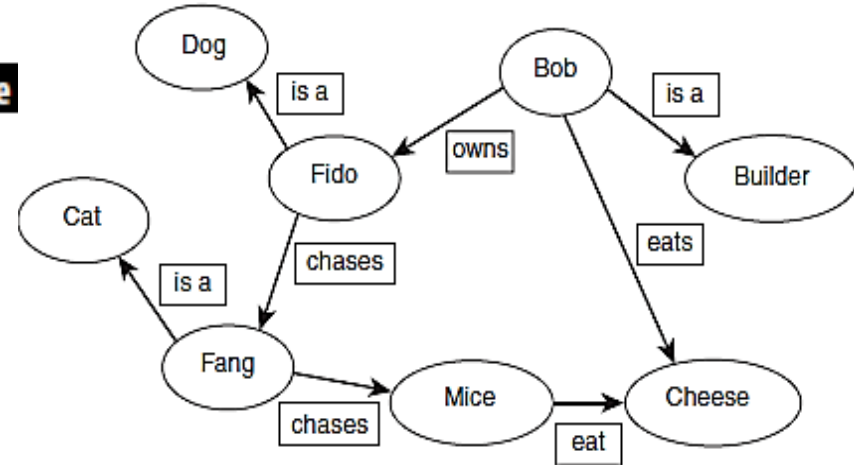 Dog
Bob
is a
is a
e
owns
Fido
Builder
Cat
eats
chases
is a
Fang
Mice
Cheese
chases
eat